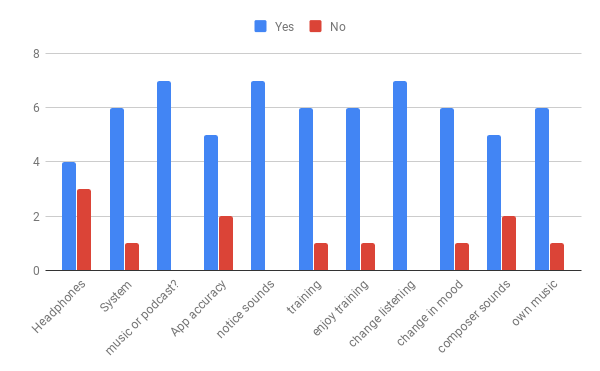 Yes No
8
6
4
2
0
Headphones
System
music or podcast?
App accuracy
notice sounds
training
enjoy training
change listening
change in mood
composer sounds
own music